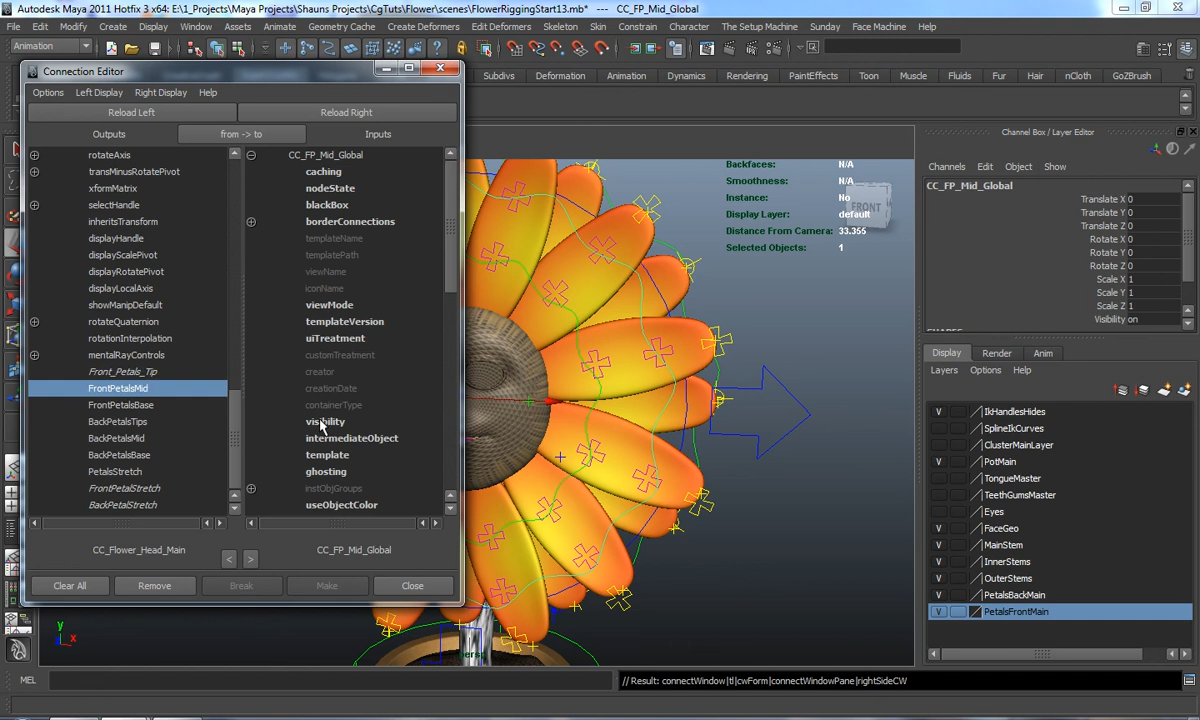 Autodesk Maya 2011 Hotfix 3 x64: E:\1_Projects\Maya Projects\Shauns Projects\CgTuts\Flower\scenes\FlowerRiggingStart13.mb* --- CC_FP_Mid_Global
File Edit Modify Create Display Window Assets Animate Geometry Cache Create Deformers Edit Deformers Skeleton Skin Constrain Character Create Muscle Sunday Face Machine Help
Animation
Connection Editor
Subdivs Deformation Animation Dynamics Rendering PaintEffects Toon Muscle Fluids Fur Hair nCloth GoZBrush
Options Left Display Right Display Help
Reload Left Reload Right
Outputs from -> to Inputs
rotateAxis CC_FP_Mid_Global
transMinusRotatePivot caching
xformMatrix nodeState
selectHandle blackBox
inheritsTransform borderConnections
displayHandle templateName
displayScalePivot templatePath
displayRotatePivot viewName
displayLocalAxis iconName
showManipDefault viewMode
rotateQuaternion templateVersion
rotationInterpolation uiTreatment
mentalRayControls customTreatment
Front_Petals_Tip creator
FrontPetalsMid creationDate
FrontPetalsBase containerType
BackPetalsTips visibility
BackPetalsMid intermediateObject
BackPetalsBase template
PetalsStretch ghosting
FrontPetalStretch instObjGroups
BackPetalStretch useObjectColor
CC_Flower_Head_Main < > CC_FP_Mid_Global
Clear All Remove Break Make Close
Backfaces: N/A
Smoothness: N/A
Instance: No
Display Layer: default
Distance From Camera: 33.365
Selected Objects: 1
FRONT
y
x
persp
Channel Box / Layer Editor
Channels Edit Object Show
CC_FP_Mid_Global
Translate X 0
Translate Y 0
Translate Z 0
Rotate X 0
Rotate Y 0
Rotate Z 0
Scale X 1
Scale Y 1
Scale Z 1
Visibility on
Display Render Anim
Layers Options Help
V IkHandlesHides
SplineIkCurves
ClusterMainLayer
V PotMain
TongueMaster
TeethGumsMaster
Eyes
V FaceGeo
V MainStem
V InnerStems
V OuterStems
V PetalsBackMain
V PetalsFrontMain
MEL // Result: connectWindow|tl|cwForm|connectWindowPane|rightSideCW